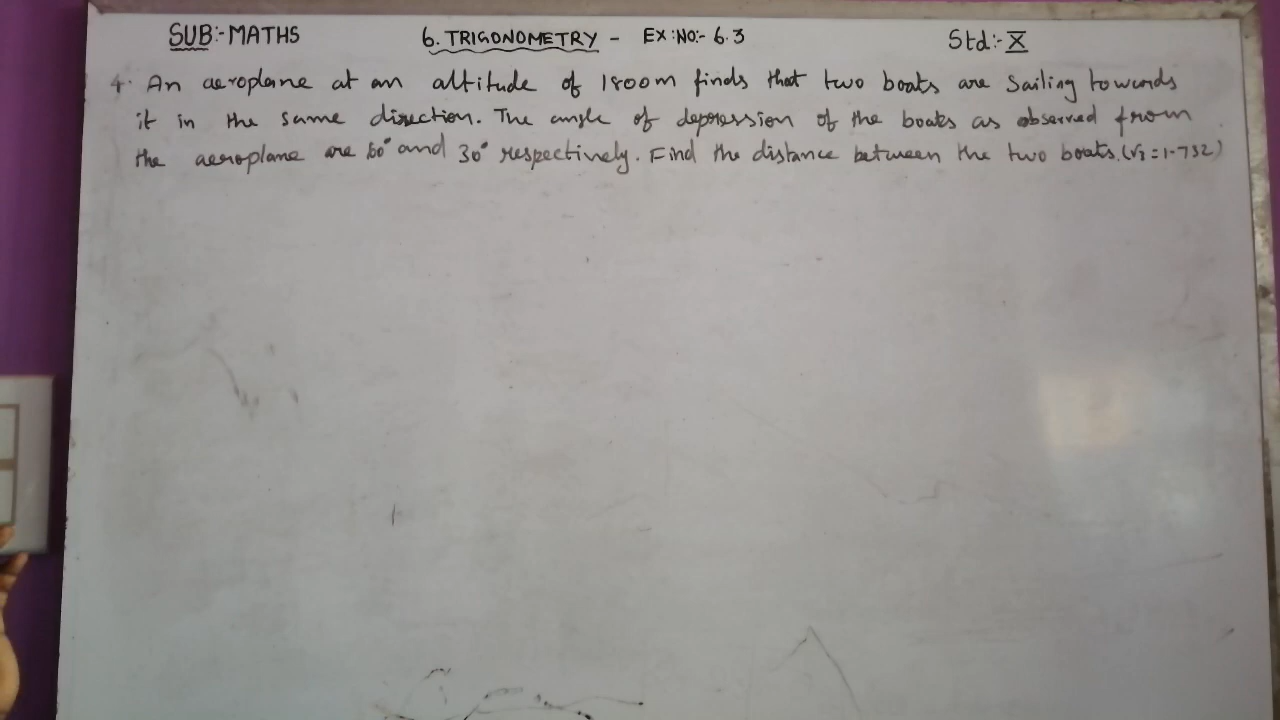 SUB:- MATHS 6. TRIGONOMETRY - EX:NO:- 6.3 Std:- X
4. An aeroplane at an altitude of 1800m finds that two boats are Sailing towards
it in the same direction. The angle of depression of the boats as observed from
the aeroplane are 60° and 30° respectively. Find the distance between the two boats. (√3 = 1.732)